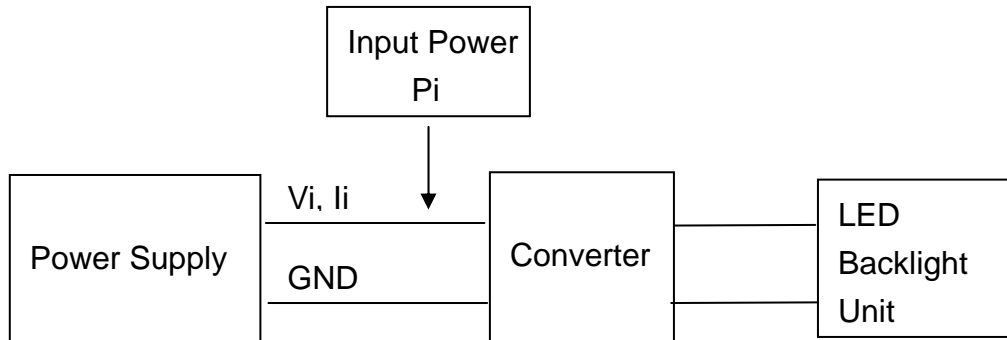 Input Power
Pi
Vi, Ii
Power Supply
GND
Converter
LED
Backlight
Unit